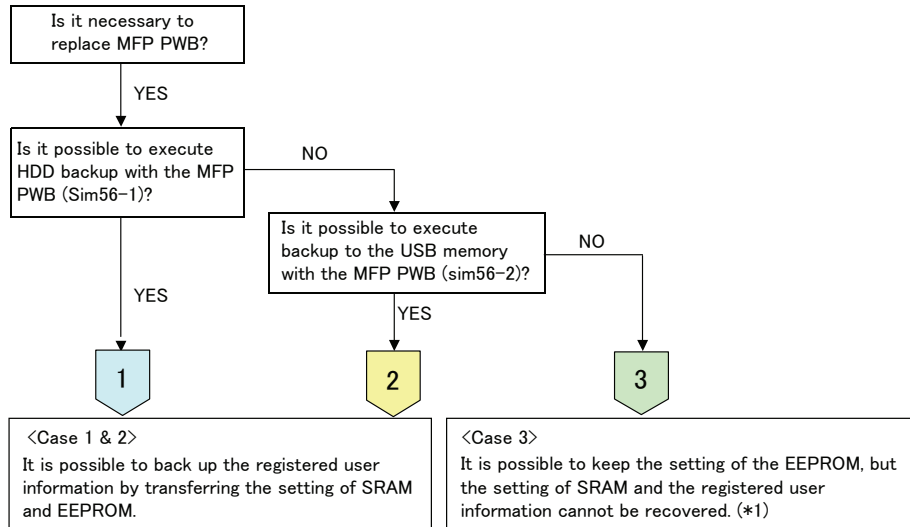 Is it necessary to
replace MFP PWB?
YES
Is it possible to execute
HDD backup with the MFP
PWB (Sim56-1)?
NO
Is it possible to execute
backup to the USB memory
with the MFP PWB (sim56-2)?
NO
YES
YES
1
2
3
<Case 1 & 2>
It is possible to back up the registered user
information by transferring the setting of SRAM
and EEPROM.
<Case 3>
It is possible to keep the setting of the EEPROM, but
the setting of SRAM and the registered user
information cannot be recovered. (*1)